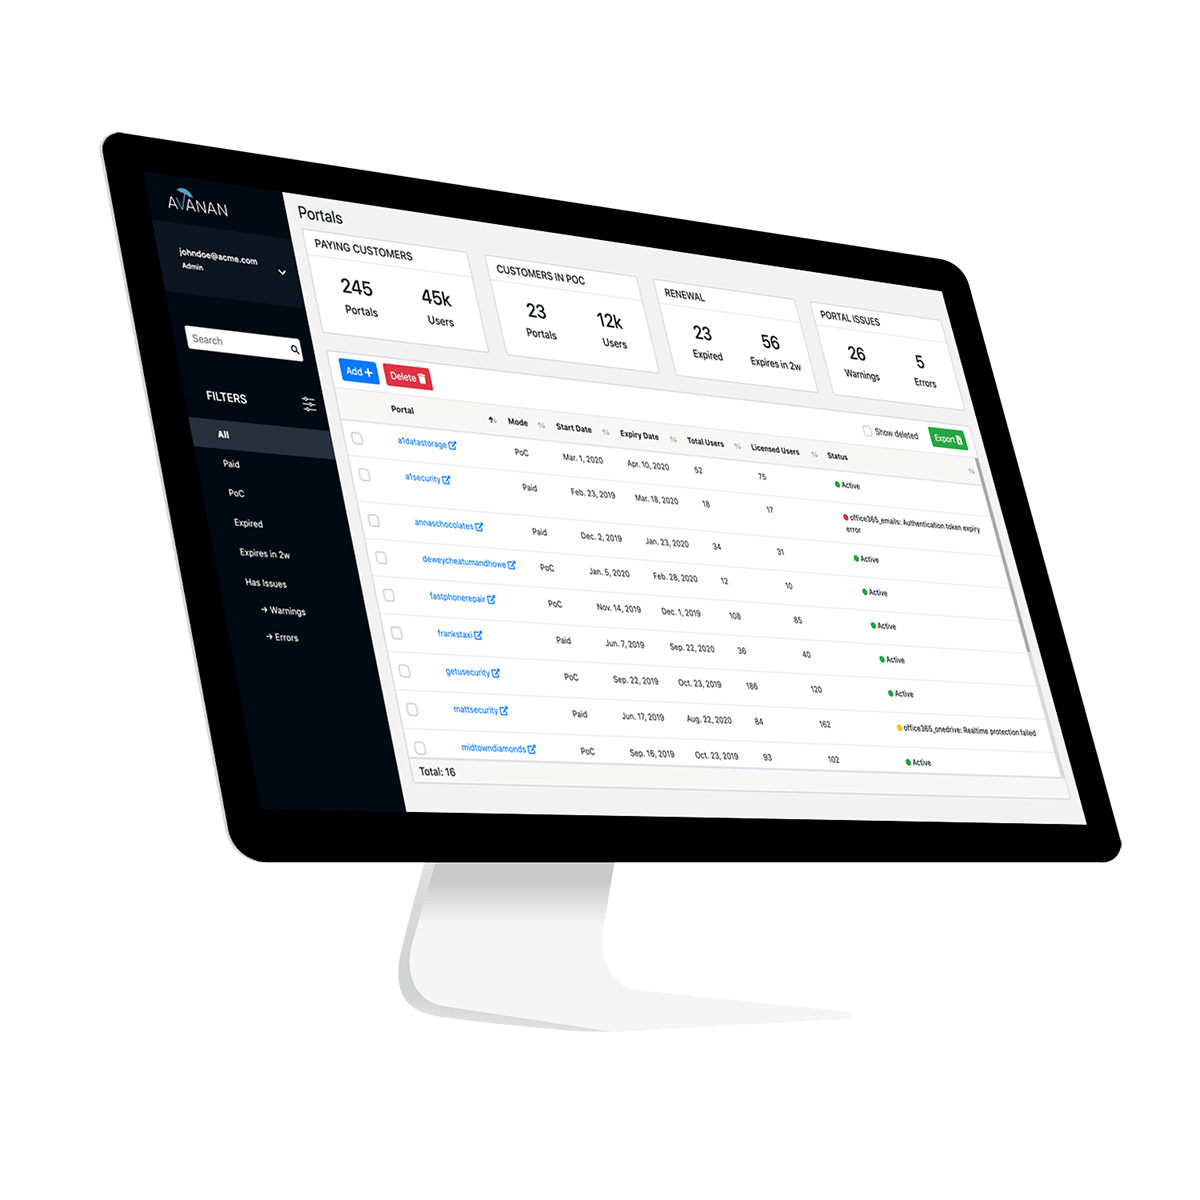 AVANAN
johndoe@acme.com
Admin
Search
FILTERS
All
Paid
PoC
Expired
Expires in 2w
Has Issues
→ Warnings
→ Errors
Portals
PAYING CUSTOMERS
245 45k
Portals Users
CUSTOMERS IN POC
23 12k
Portals Users
RENEWAL
23 56
Expired Expires in 2w
PORTAL ISSUES
26 5
Warnings Errors
Add + Delete
Show deleted Export
Portal Mode Start Date Expiry Date Total Users Licensed Users Status
a1datastorage PoC Mar. 1, 2020 Apr. 10, 2020 52 75 Active
a1security Paid Feb. 23, 2019 Mar. 18, 2020 18 17 office365_emails: Authentication token expiry
error
annaschocolates Paid Dec. 2, 2019 Jan. 23, 2020 34 31 Active
deweycheatumandhowe PoC Jan. 5, 2020 Feb. 28, 2020 12 10 Active
fastphonerepair PoC Nov. 14, 2019 Dec. 1, 2019 108 85 Active
frankstaxi Paid Jun. 7, 2019 Sep. 22, 2020 36 40 Active
getusecurity PoC Sep. 22, 2019 Oct. 23, 2019 186 120 Active
mattsecurity Paid Jun. 17, 2019 Aug. 22, 2020 84 162 office365_onedrive: Realtime protection failed
midtowndiamonds PoC Sep. 16, 2019 Oct. 23, 2019 93 102 Active
Total: 16